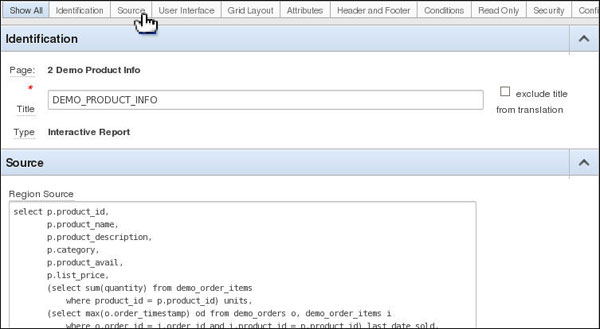 Show All Identification Source User Interface Grid Layout Attributes Header and Footer Conditions Read Only Security Confi
Identification
Page: 2 Demo Product Info
* Title DEMO_PRODUCT_INFO exclude title
from translation
Type Interactive Report
Source
Region Source
select p.product_id,
p.product_name,
p.product_description,
p.category,
p.product_avail,
p.list_price,
(select sum(quantity) from demo_order_items
where product_id = p.product_id) units,
(select max(o.order_timestamp) od from demo_orders o, demo_order_items i
where o.order_id = i.order_id and i.product_id = p.product_id) last_date_sold,